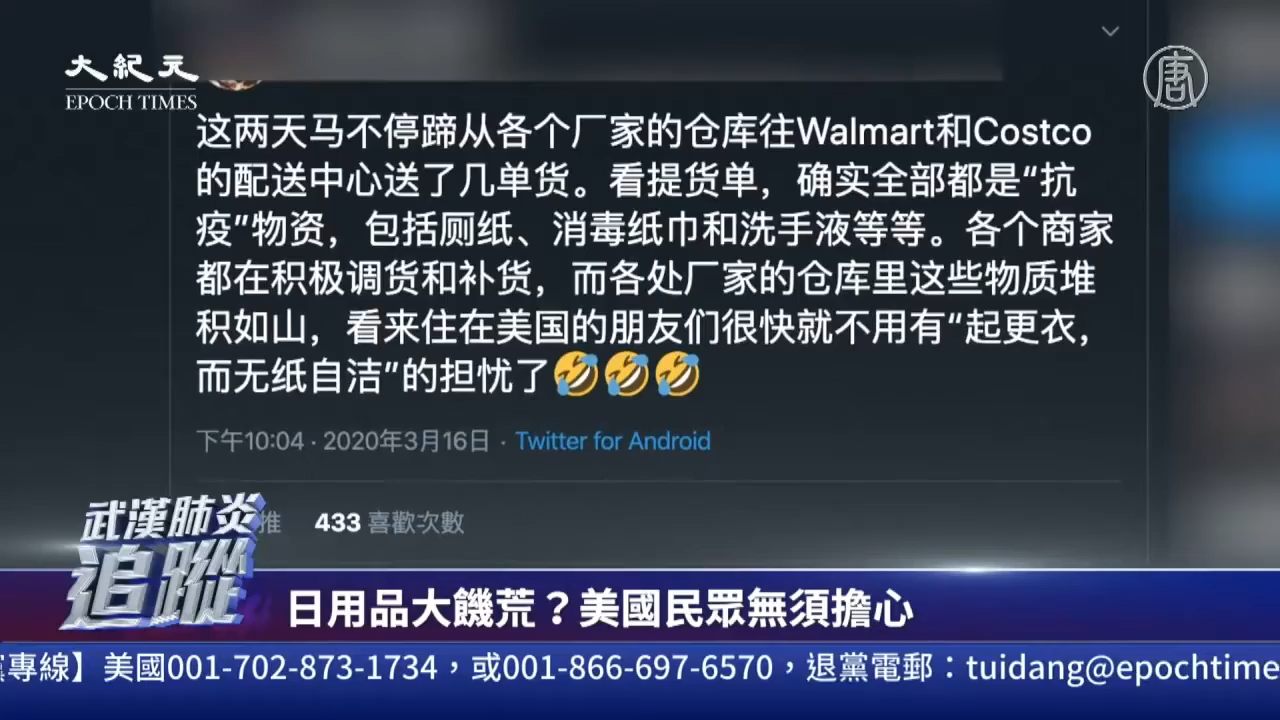 大紀元
EPOCH TIMES
唐
这两天马不停蹄从各个厂家的仓库往Walmart和Costco
的配送中心送了几单货。看提货单，确实全部都是“抗
疫”物资，包括厕纸、消毒纸巾和洗手液等等。各个商家
都在积极调货和补货，而各处厂家的仓库里这些物质堆
积如山，看来住在美国的朋友们很快就不用有“起更衣，
而无纸自洁”的担忧了🤣🤣🤣
下午10:04 · 2020年3月16日 · Twitter for Android
推 433 喜歡次數
武漢肺炎
追蹤
日用品大饑荒？美國民眾無須擔心
專線】美國001-702-873-1734，或001-866-697-6570，退黨電郵：tuidang@epochtime